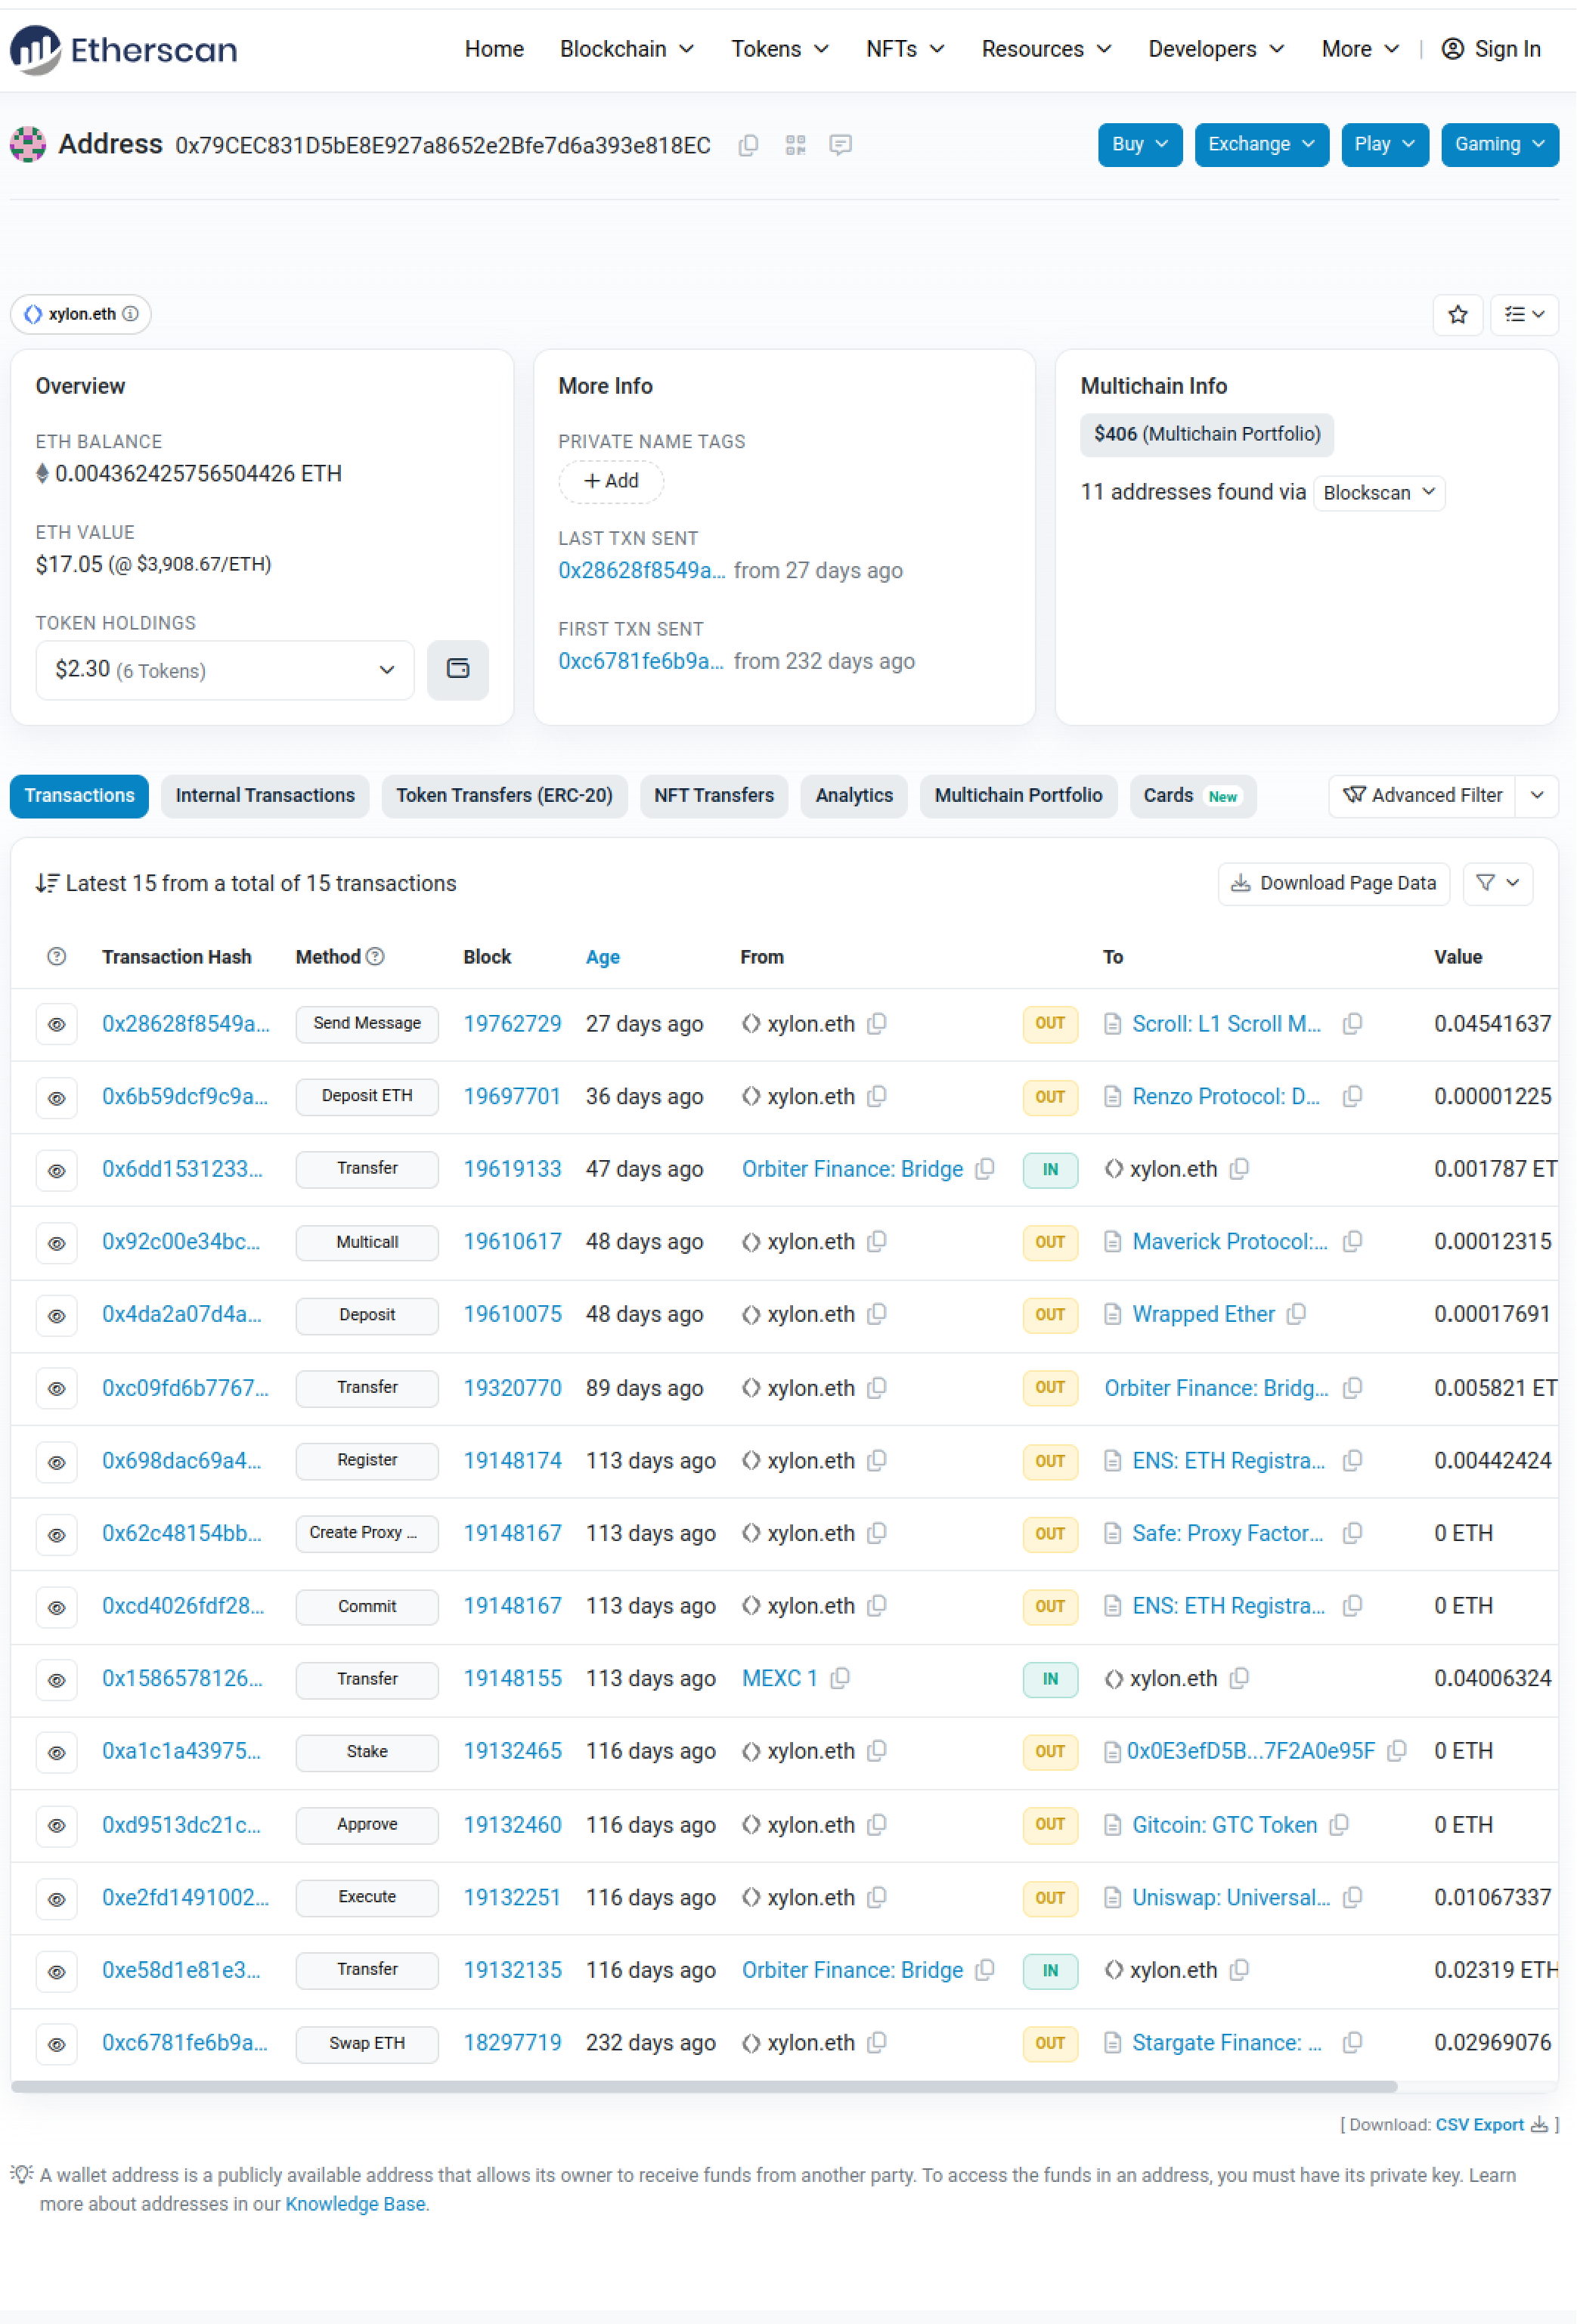 Etherscan
Home Blockchain Tokens NFTs Resources Developers More | Sign In
Address 0x79CEC831D5bE8E927a8652e2Bfe7d6a393e818EC
Buy Exchange Play Gaming
xylon.eth
Overview
ETH BALANCE
0.004362425756504426 ETH
ETH VALUE
$17.05 (@ $3,908.67/ETH)
TOKEN HOLDINGS
$2.30 (6 Tokens)
More Info
PRIVATE NAME TAGS
+ Add
LAST TXN SENT
0x28628f8549a... from 27 days ago
FIRST TXN SENT
0xc6781fe6b9a... from 232 days ago
Multichain Info
$406 (Multichain Portfolio)
11 addresses found via Blockscan
Transactions Internal Transactions Token Transfers (ERC-20) NFT Transfers Analytics Multichain Portfolio Cards New Advanced Filter
Latest 15 from a total of 15 transactions
Download Page Data
Transaction Hash Method Block Age From To Value
0x28628f8549a... Send Message 19762729 27 days ago xylon.eth OUT Scroll: L1 Scroll M... 0.04541637
0x6b59dcf9c9a... Deposit ETH 19697701 36 days ago xylon.eth OUT Renzo Protocol: D... 0.00001225
0x6dd1531233... Transfer 19619133 47 days ago Orbiter Finance: Bridge IN xylon.eth 0.001787 ET
0x92c00e34bc... Multicall 19610617 48 days ago xylon.eth OUT Maverick Protocol:... 0.00012315
0x4da2a07d4a... Deposit 19610075 48 days ago xylon.eth OUT Wrapped Ether 0.00017691
0xc09fd6b7767... Transfer 19320770 89 days ago xylon.eth OUT Orbiter Finance: Bridg... 0.005821 ET
0x698dac69a4... Register 19148174 113 days ago xylon.eth OUT ENS: ETH Registra... 0.00442424
0x62c48154bb... Create Proxy ... 19148167 113 days ago xylon.eth OUT Safe: Proxy Factor... 0 ETH
0xcd4026fdf28... Commit 19148167 113 days ago xylon.eth OUT ENS: ETH Registra... 0 ETH
0x1586578126... Transfer 19148155 113 days ago MEXC 1 IN xylon.eth 0.04006324
0xa1c1a43975... Stake 19132465 116 days ago xylon.eth OUT 0x0E3efD5B...7F2A0e95F 0 ETH
0xd9513dc21c... Approve 19132460 116 days ago xylon.eth OUT Gitcoin: GTC Token 0 ETH
0xe2fd1491002... Execute 19132251 116 days ago xylon.eth OUT Uniswap: Universal... 0.01067337
0xe58d1e81e3... Transfer 19132135 116 days ago Orbiter Finance: Bridge IN xylon.eth 0.02319 ETH
0xc6781fe6b9a... Swap ETH 18297719 232 days ago xylon.eth OUT Stargate Finance: ... 0.02969076
[ Download: CSV Export ]
A wallet address is a publicly available address that allows its owner to receive funds from another party. To access the funds in an address, you must have its private key. Learn
more about addresses in our Knowledge Base.